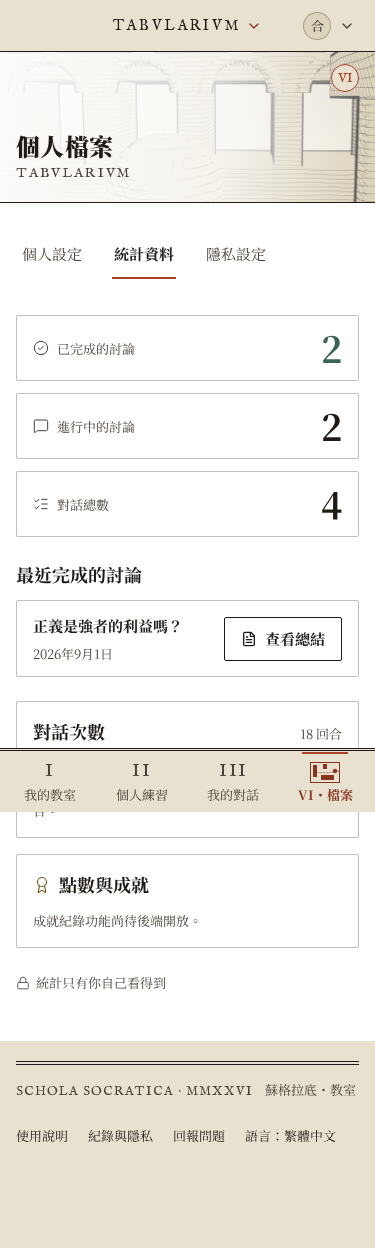 TABVLARIVM
合
VI
個人檔案
TABVLARIVM
個人設定 統計資料 隱私設定
已完成的討論 2
進行中的討論 2
對話總數 4
最近完成的討論
正義是強者的利益嗎？
2026年9月1日
查看總結
對話次數 18 回合
I II III
我的教室 個人練習 我的對話 VI・檔案
點數與成就
成就紀錄功能尚待後端開放。
統計只有你自己看得到
SCHOLA SOCRATICA · MMXXVI 蘇格拉底・教室
使用說明 紀錄與隱私 回報問題 語言：繁體中文